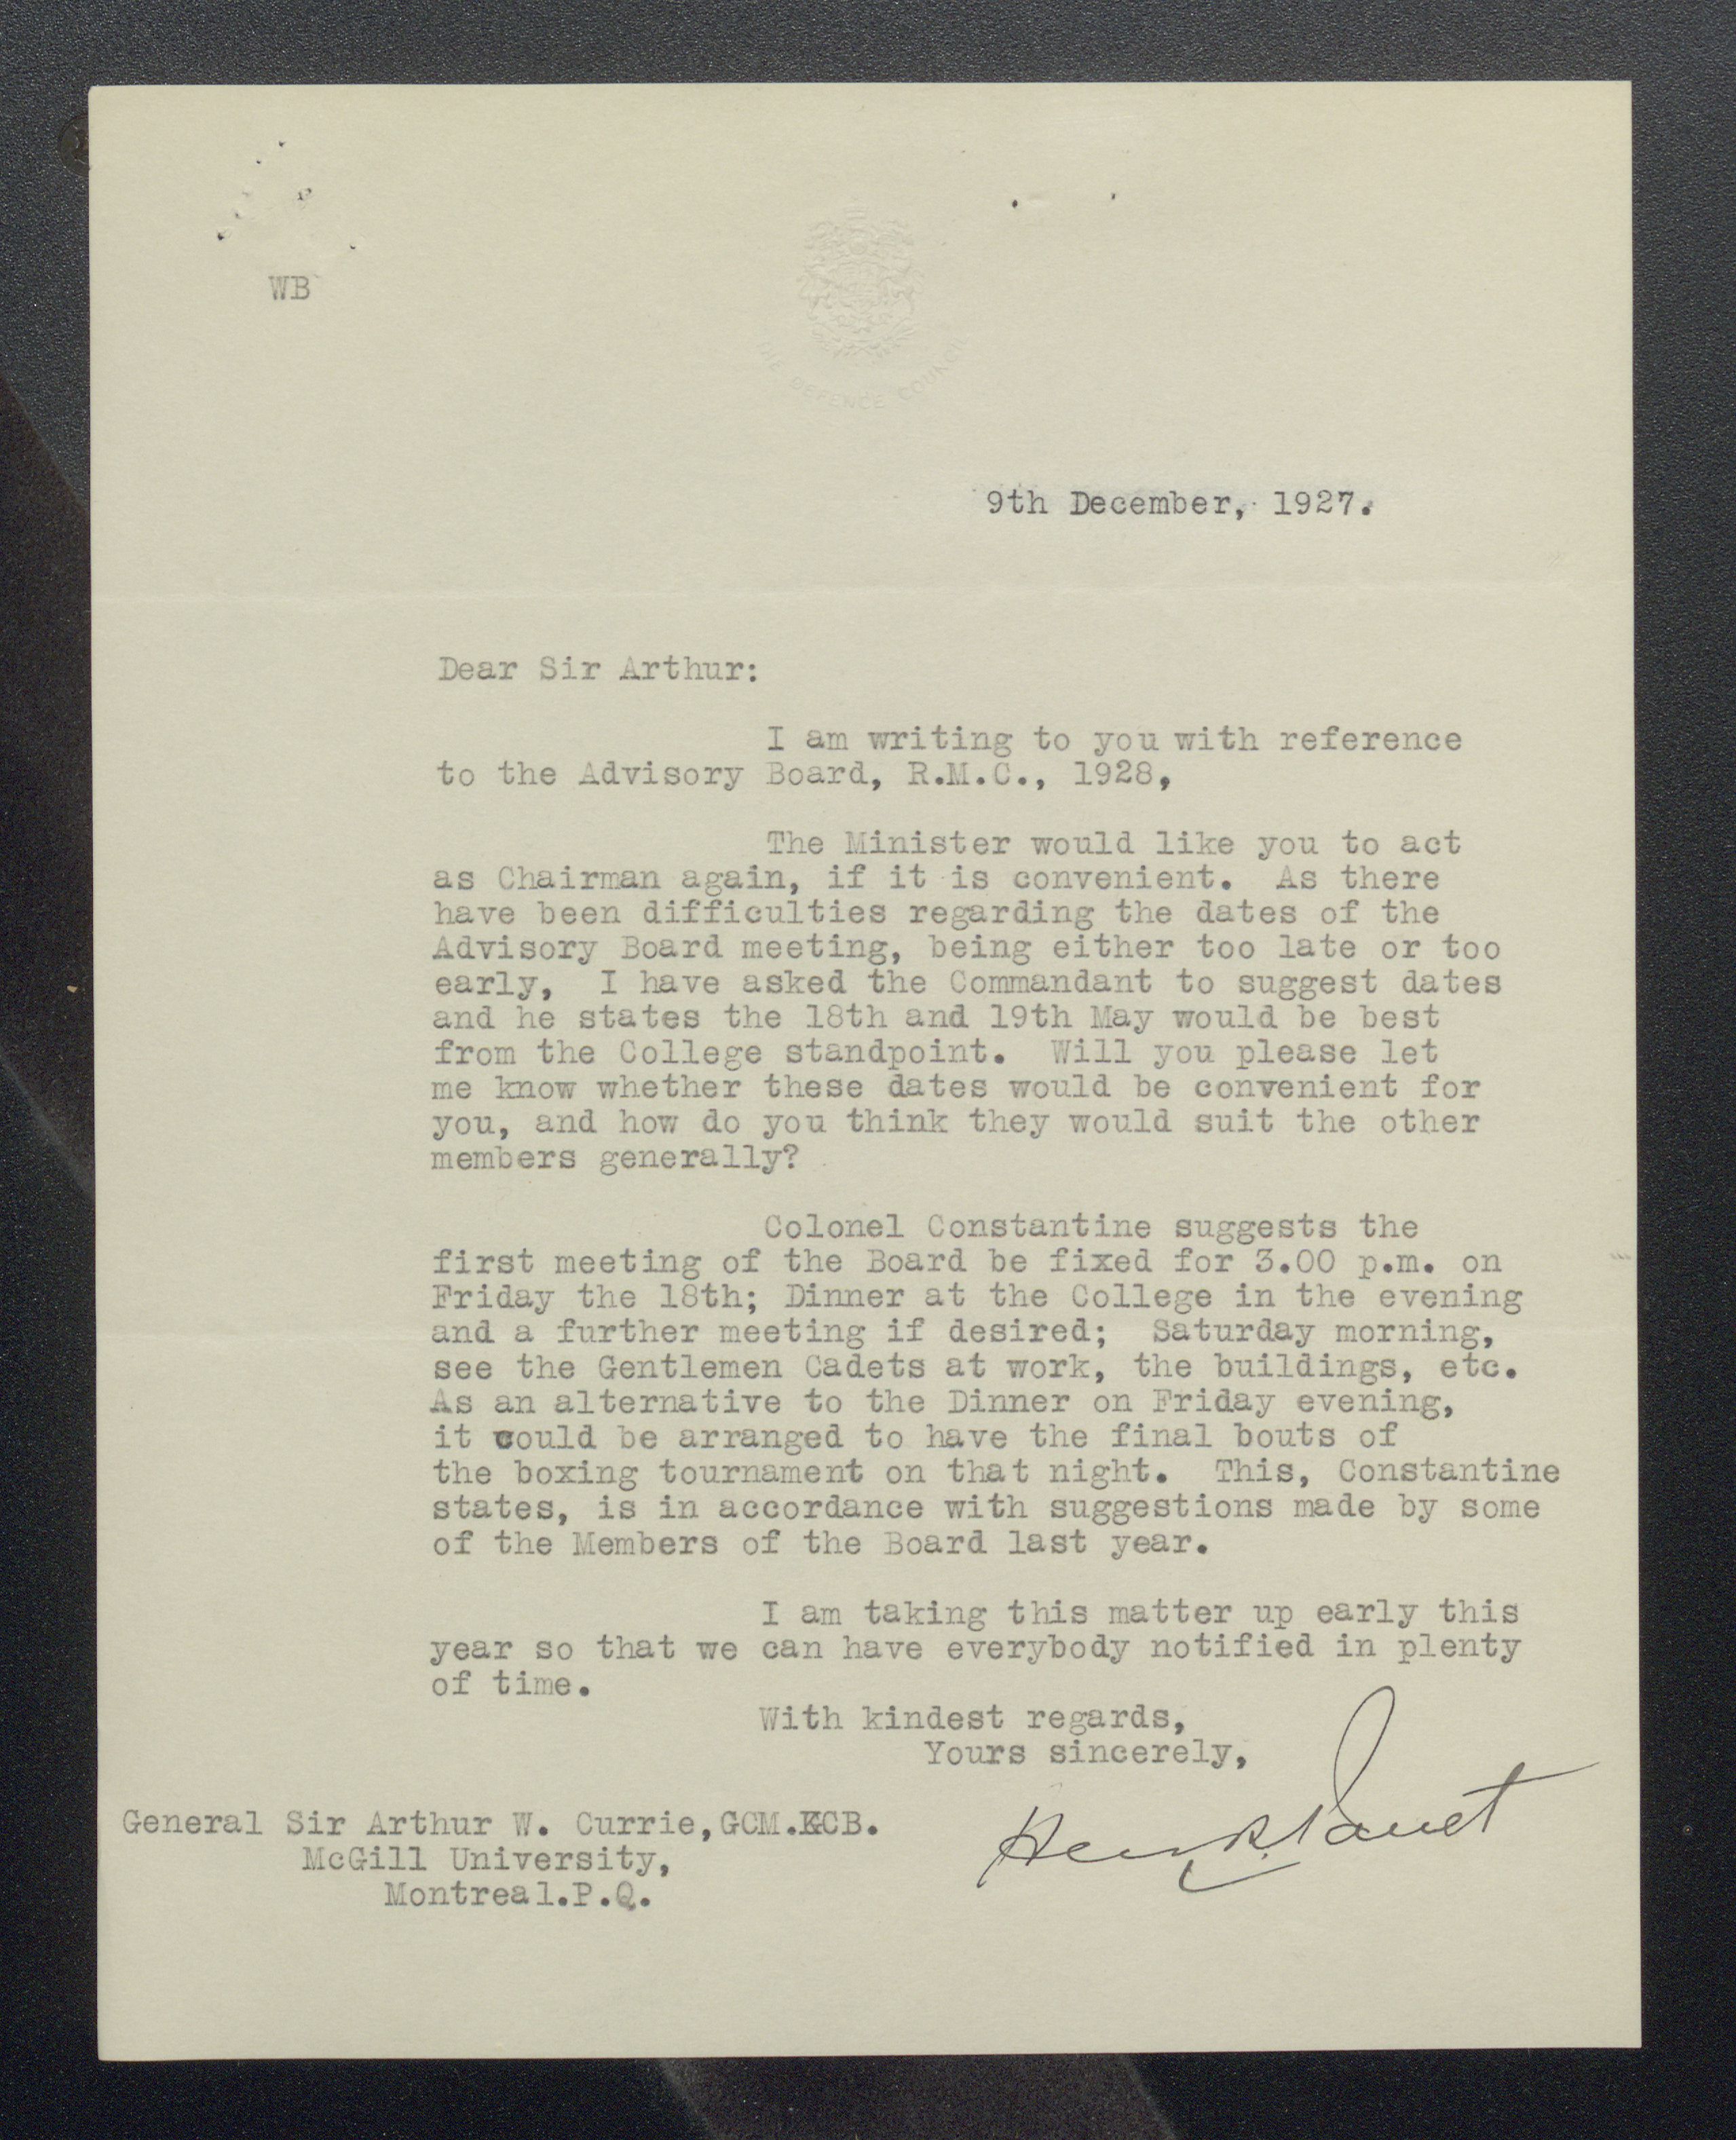 WB
THE DEFENCE COUNCIL
9th December, 1927.
Dear Sir Arthur:
I am writing to you with reference
to the Advisory Board, R.M.C., 1928,
The Minister would like you to act
as Chairman again, if it is convenient. As there
have been difficulties regarding the dates of the
Advisory Board meeting, being either too late or too
early, I have asked the Commandant to suggest dates
and he states the 18th and 19th May would be best
from the College standpoint. Will you please let
me know whether these dates would be convenient for
you, and how do you think they would suit the other
members generally?
Colonel Constantine suggests the
first meeting of the Board be fixed for 3.00 p.m. on
Friday the 18th; Dinner at the College in the evening
and a further meeting if desired; Saturday morning,
see the Gentlemen Cadets at work, the buildings, etc.
As an alternative to the Dinner on Friday evening,
it could be arranged to have the final bouts of
the boxing tournament on that night. This, Constantine
states, is in accordance with suggestions made by some
of the Members of the Board last year.
I am taking this matter up early this
year so that we can have everybody notified in plenty
of time.
With kindest regards,
Yours sincerely,
General Sir Arthur W. Currie,GCM.KCB.
McGill University,
Montreal.P.Q.